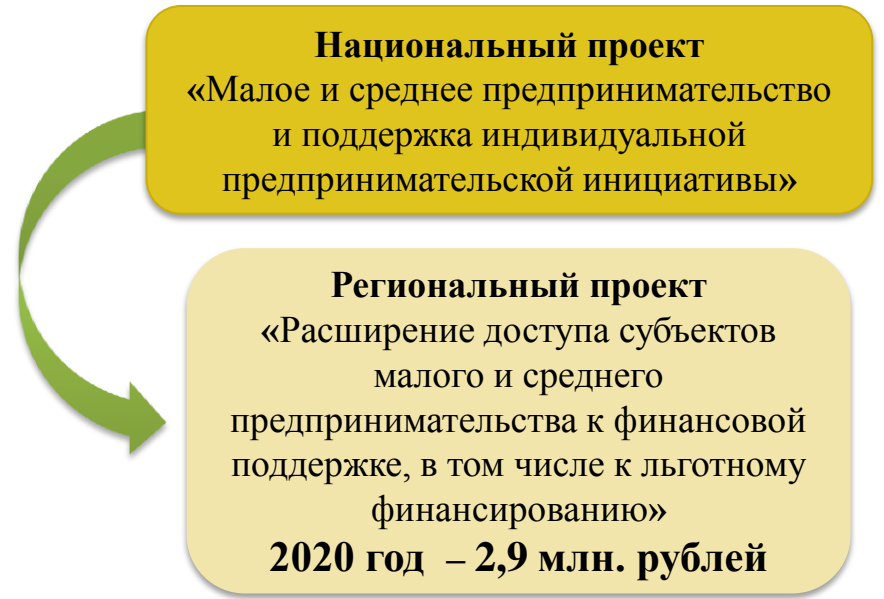 Национальный проект
«Малое и среднее предпринимательство
и поддержка индивидуальной
предпринимательской инициативы»
Региональный проект
«Расширение доступа субъектов
малого и среднего
предпринимательства к финансовой
поддержке, в том числе к льготному
финансированию»
2020 год – 2,9 млн. рублей